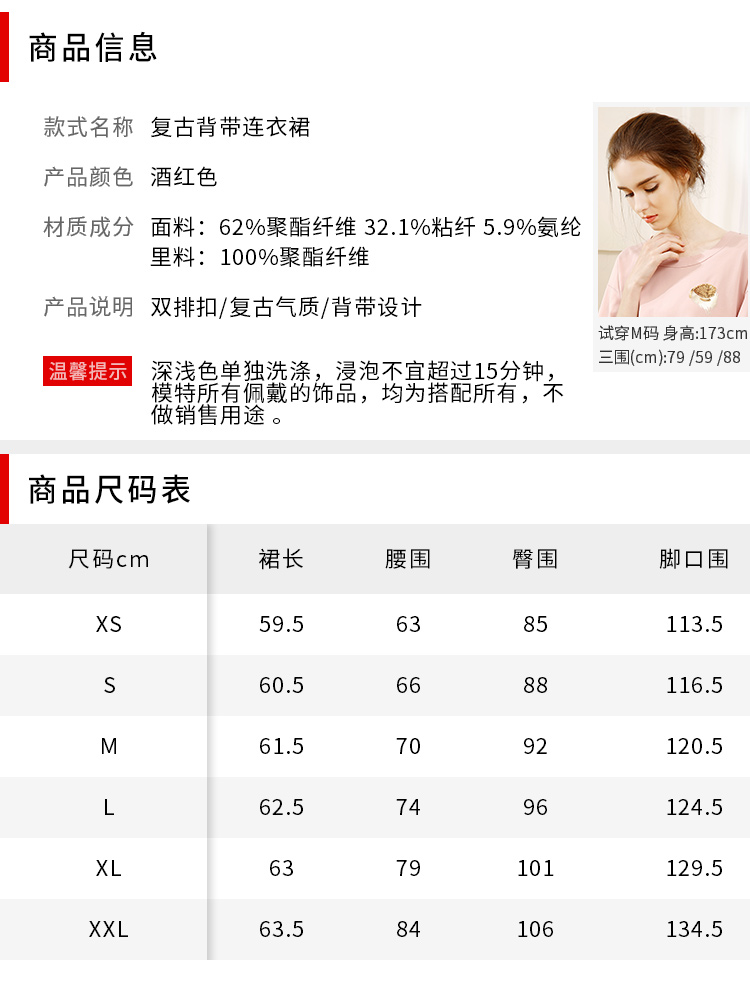 商品信息
款式名称 复古背带连衣裙
产品颜色 酒红色
材质成分 面料：62%聚酯纤维 32.1%粘纤 5.9%氨纶
里料：100%聚酯纤维
产品说明 双排扣/复古气质/背带设计
试穿M码 身高:173cm
三围(cm):79 /59 /88
温馨提示 深浅色单独洗涤，浸泡不宜超过15分钟，
模特所有佩戴的饰品，均为搭配所有，不
做销售用途 。
商品尺码表
尺码cm 裙长 腰围 臀围 脚口围
XS 59.5 63 85 113.5
S 60.5 66 88 116.5
M 61.5 70 92 120.5
L 62.5 74 96 124.5
XL 63 79 101 129.5
XXL 63.5 84 106 134.5